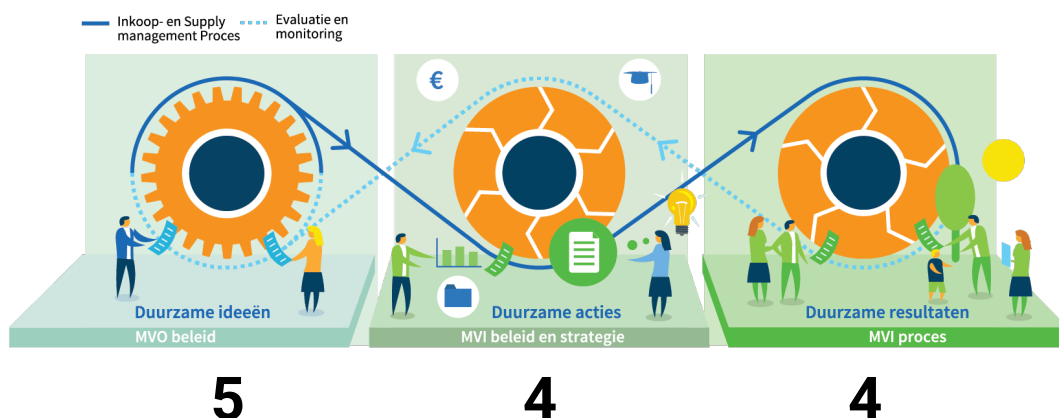 Inkoop- en Supply
management Proces
Evaluatie en
monitoring
€
Duurzame ideeën
MVO beleid
Duurzame acties
MVI beleid en strategie
Duurzame resultaten
MVI proces
5
4
4